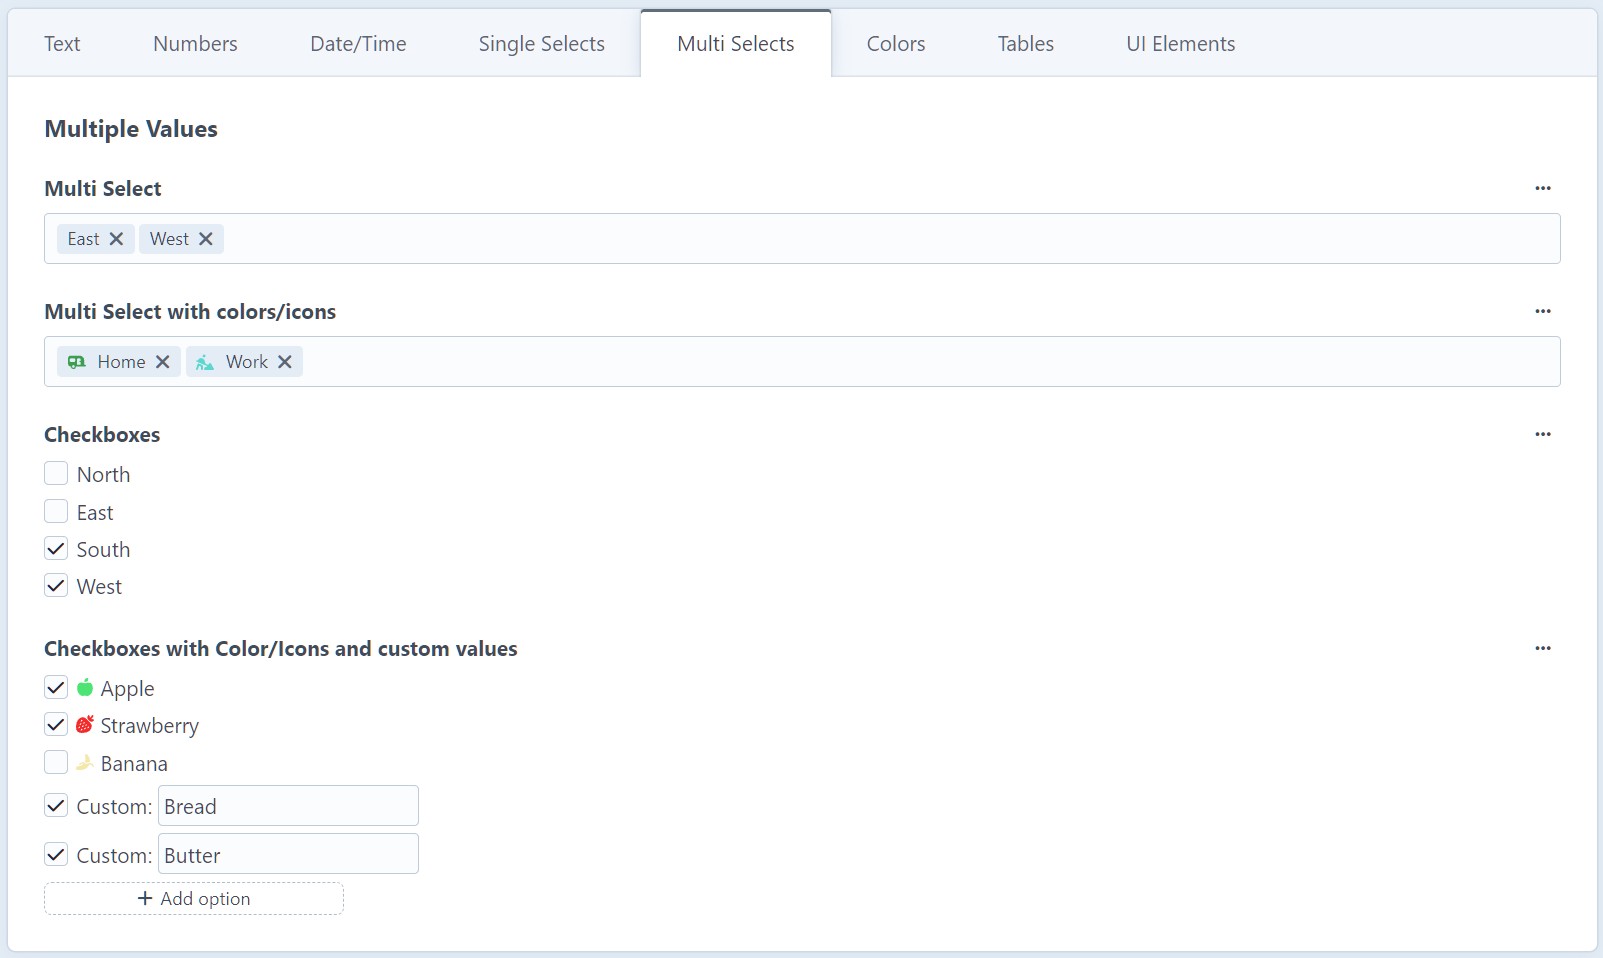 Text Numbers Date/Time Single Selects Multi Selects Colors Tables UI Elements
Multiple Values
Multi Select
East West
Multi Select with colors/icons
Home Work
Checkboxes
North
East
South
West
Checkboxes with Color/Icons and custom values
Apple
Strawberry
Banana
Custom: Bread
Custom: Butter
+ Add option